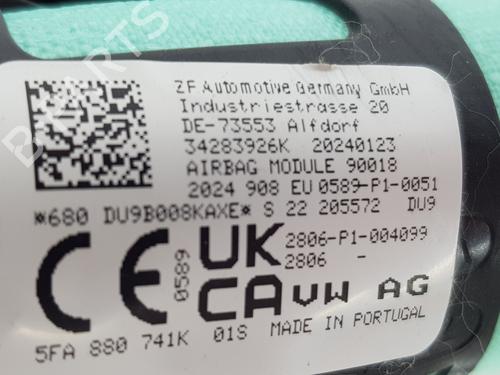 ZF Automotive Germany GmbH
Industriestrasse 20
DE-73553 Alfdorf
34283926K 20240123
AIRBAG MODULE 90018
2024 908 EU 0589-P1-0051
*680 DU9B008KAXE* S 22 205572 DU9
CE 0589 UK CA
2806-P1-004099
2806 -
VW AG
5FA 880 741K 01S MADE IN PORTUGAL